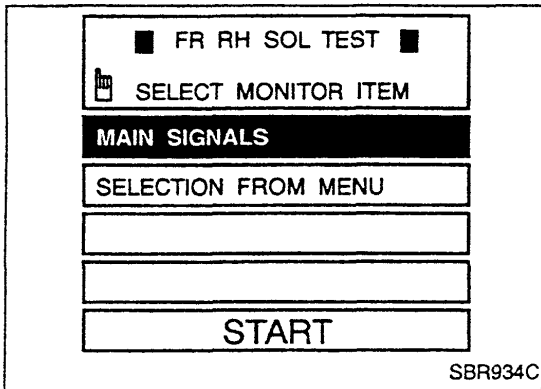 FR RH SOL TEST
SELECT MONITOR ITEM
MAIN SIGNALS
SELECTION FROM MENU
START
SBR934C